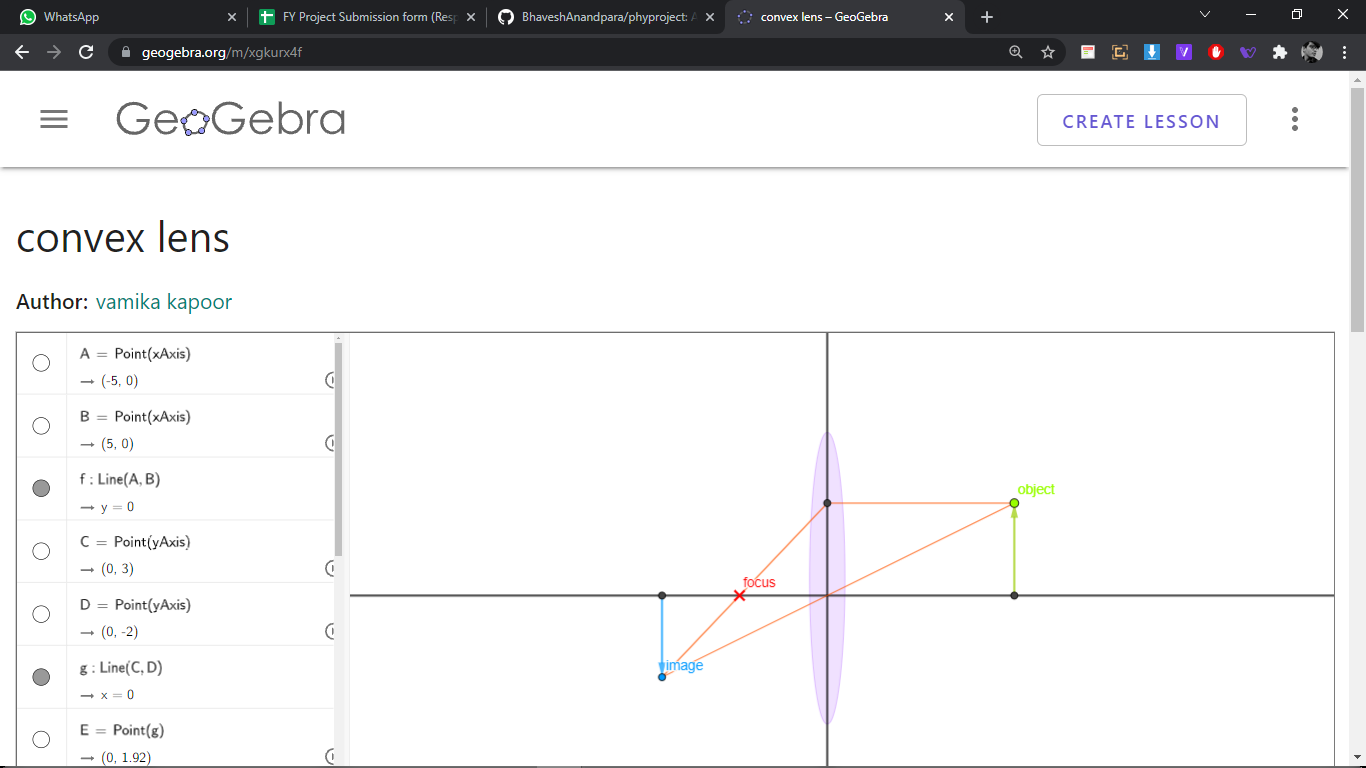 WhatsApp
FY Project Submission form (Resp
BhaveshAnandpara/phyproject: A
convex lens – GeoGebra
geogebra.org/m/xgkurx4f
GeoGebra
CREATE LESSON
convex lens
Author: vamika kapoor
A = Point(xAxis)
→ (-5, 0)
B = Point(xAxis)
→ (5, 0)
f : Line(A, B)
→ y = 0
C = Point(yAxis)
→ (0, 3)
D = Point(yAxis)
→ (0, -2)
g : Line(C, D)
→ x = 0
E = Point(g)
→ (0, 1.92)
object
focus
image